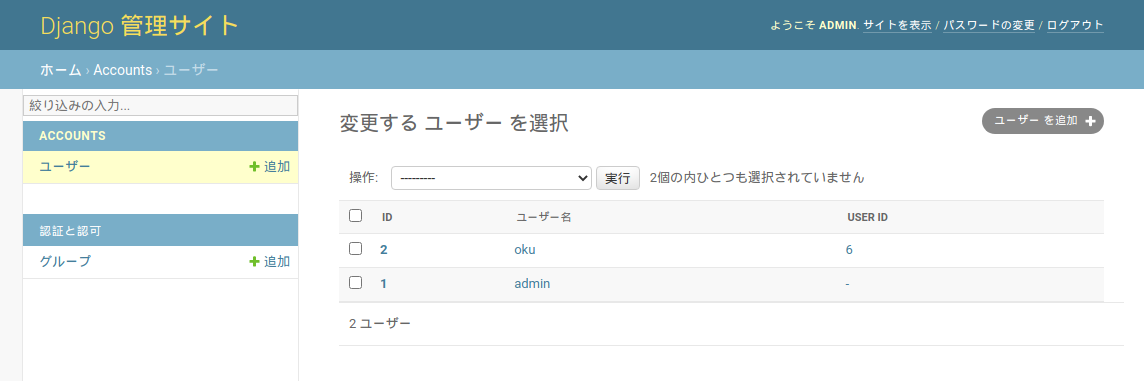 Django 管理サイト
ようこそ ADMIN. サイトを表示 / パスワードの変更 / ログアウト
ホーム › Accounts › ユーザー
絞り込みの入力...
ACCOUNTS
ユーザー
追加
認証と認可
グループ
追加
変更する ユーザー を選択
ユーザー を追加
操作: --------- 実行 2個の内ひとつも選択されていません
ID ユーザー名 USER ID
2 oku 6
1 admin -
2 ユーザー